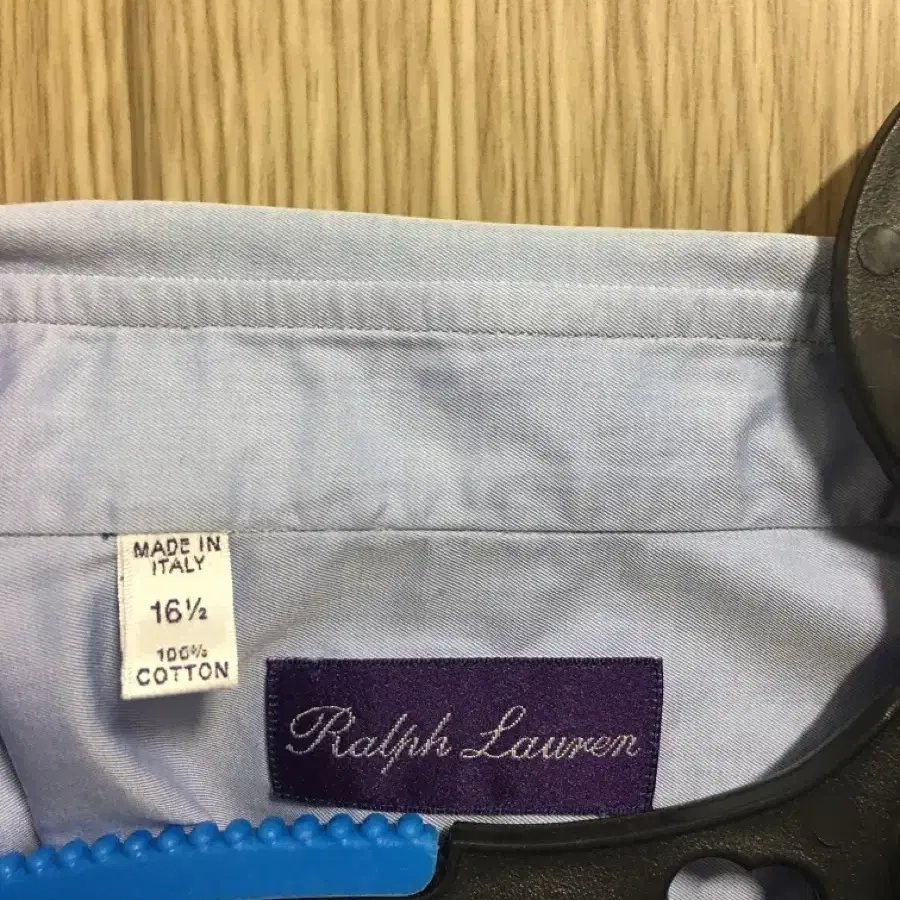 MADE IN
ITALY
16½
100%
COTTON
Ralph Lauren